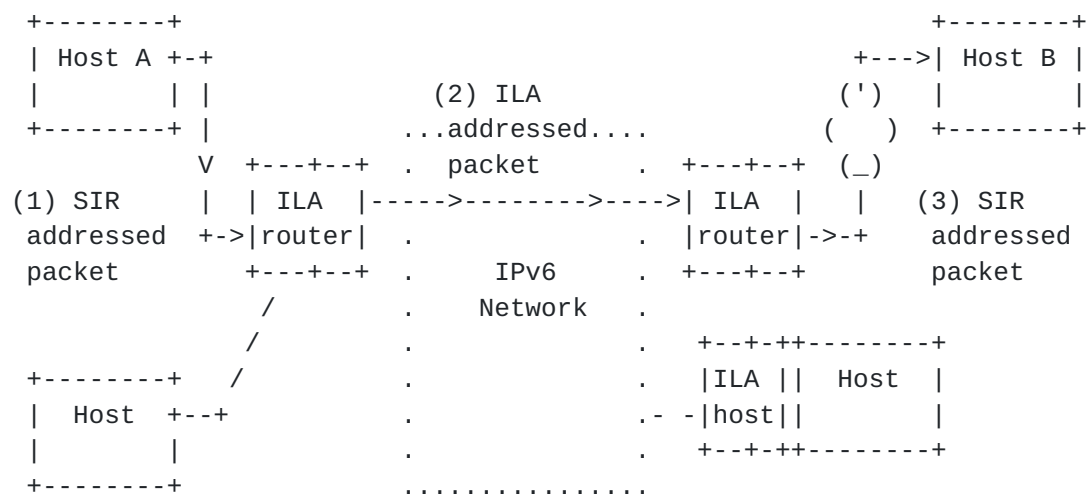 Host A
Host B
(2) ILA
addressed
packet
(1) SIR
addressed
packet
ILA
router
ILA
router
(3) SIR
addressed
packet
IPv6
Network
Host
ILA
host
Host